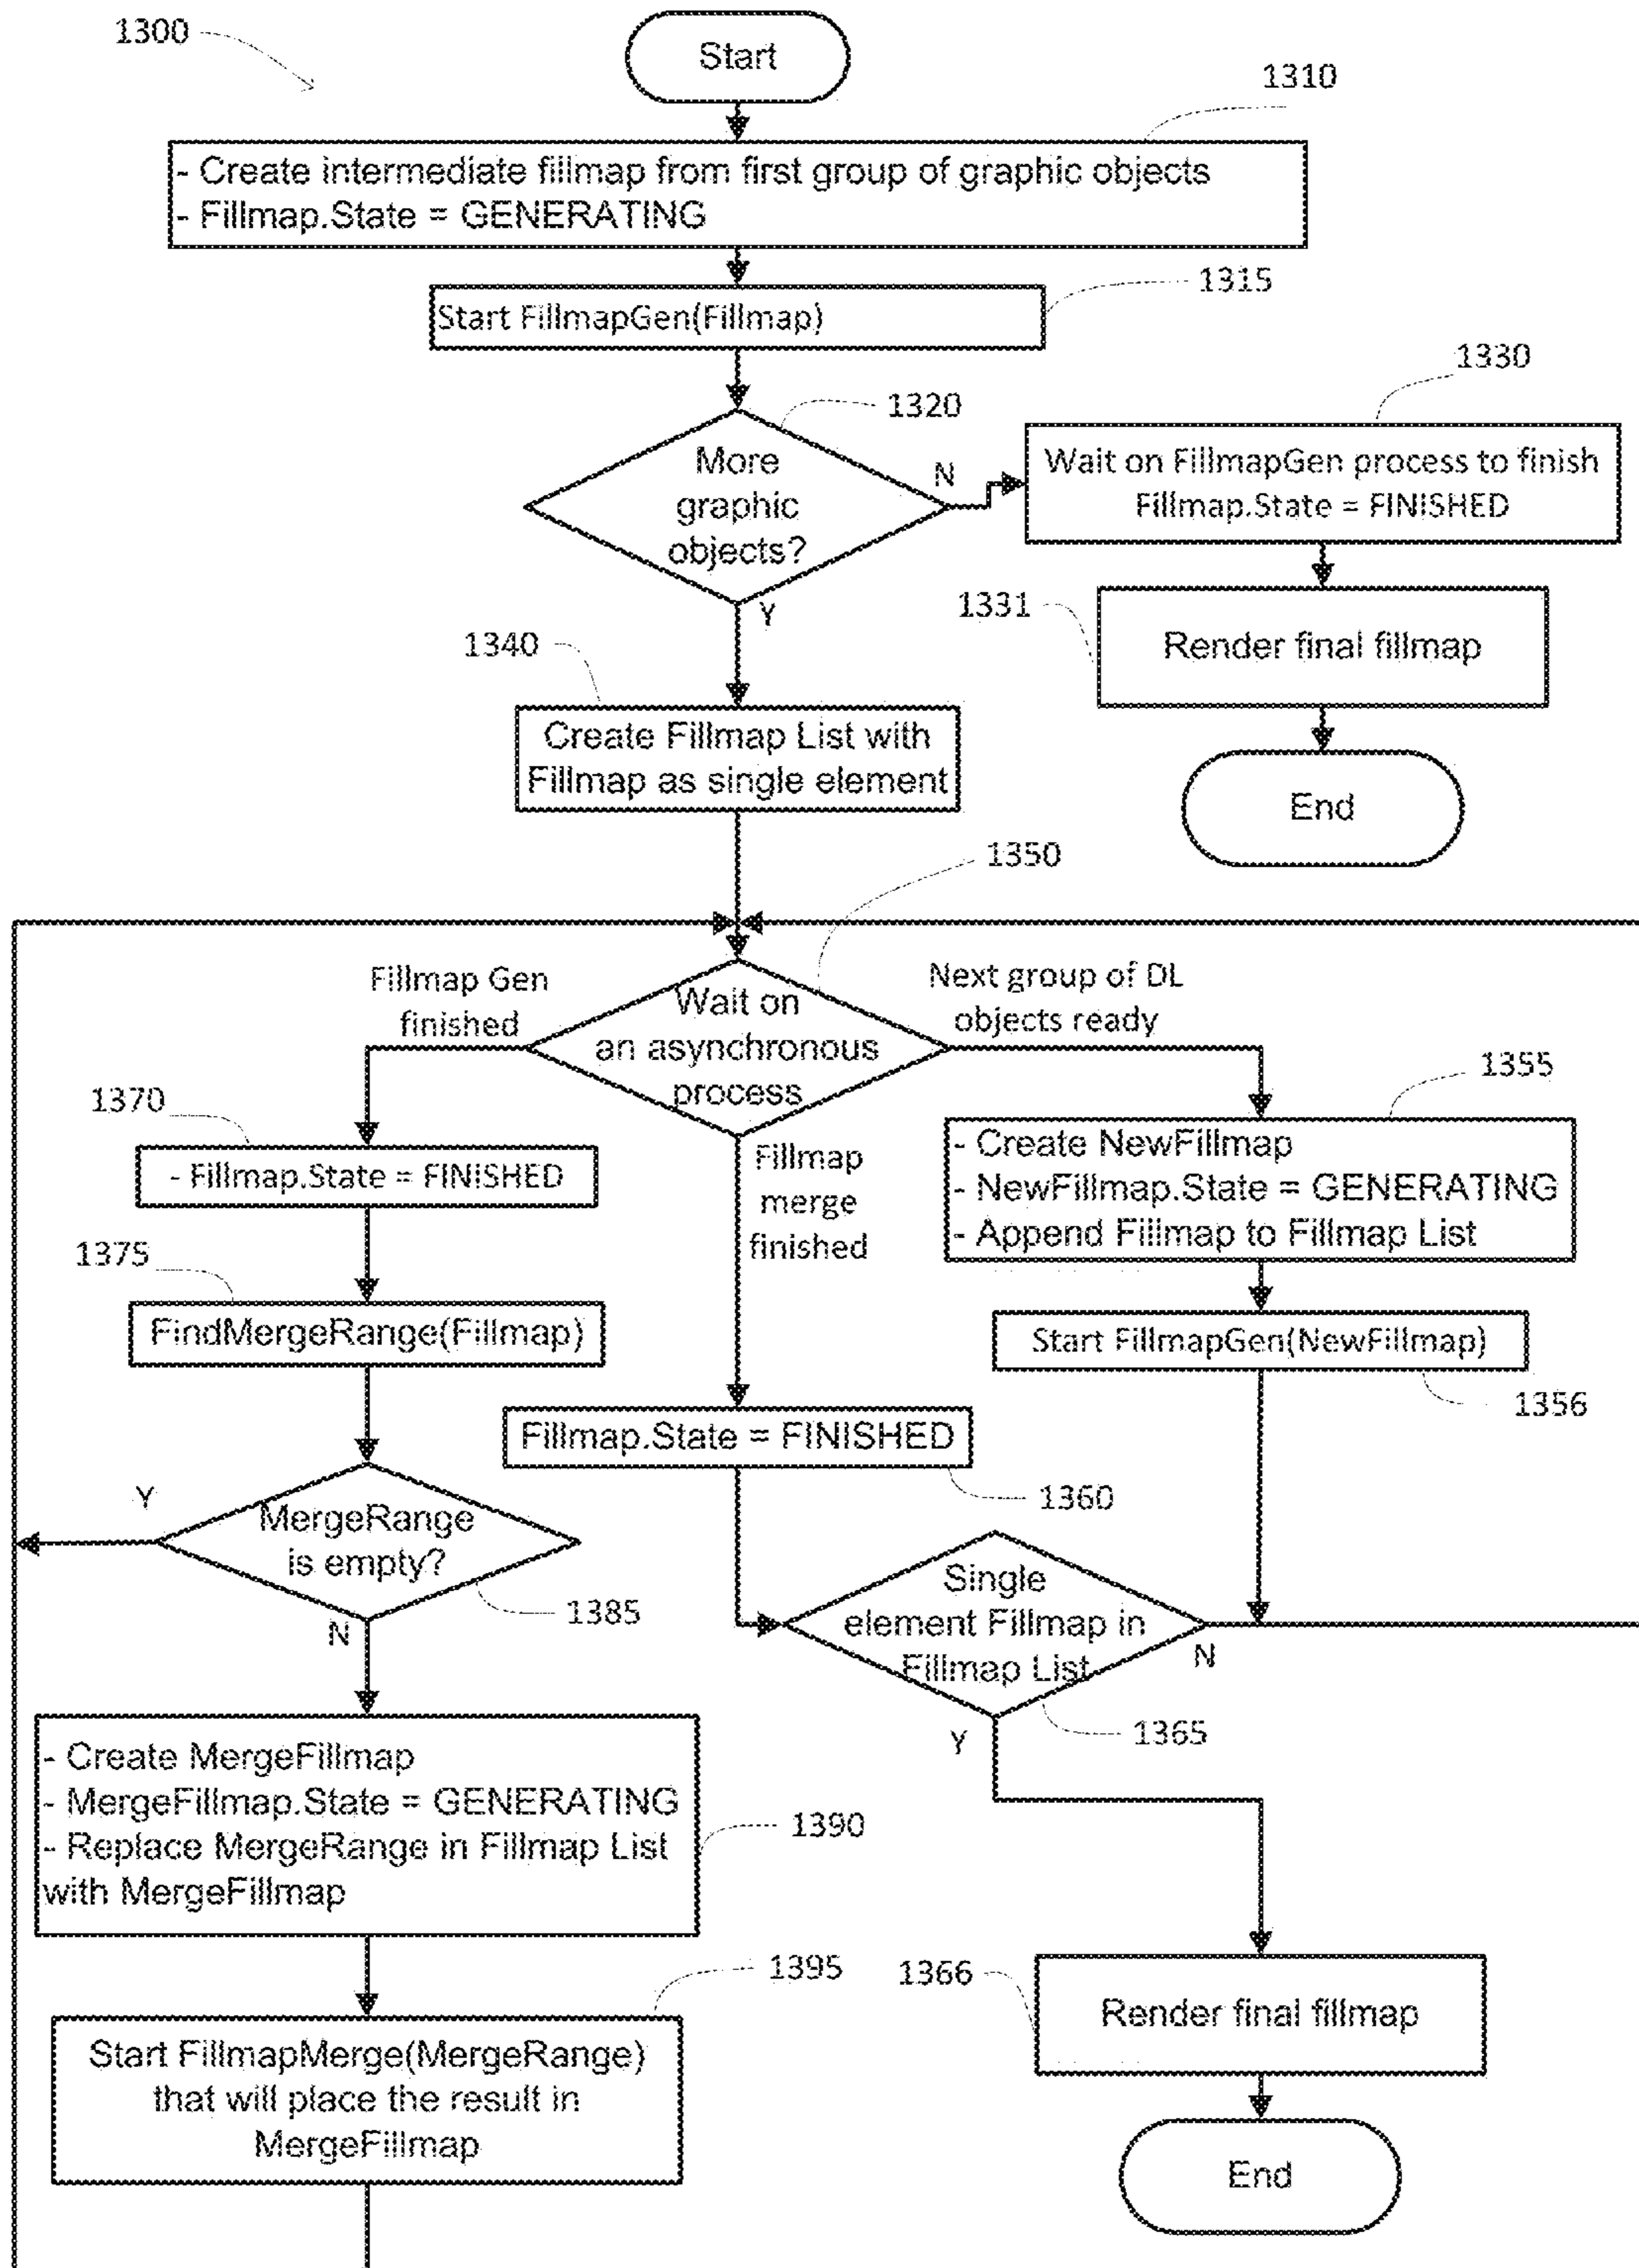 1300
Start
1310
- Create intermediate fillmap from first group of graphic objects
- Fillmap.State = GENERATING
1315
Start FillmapGen(Fillmap)
1330
1320
More
graphic
objects?
N
Y
Wait on FillmapGen process to finish
Fillmap.State = FINISHED
1331
Render final fillmap
End
1340
Create Fillmap List with
Fillmap as single element
1350
Fillmap Gen
finished
Wait on
an asynchronous
process
Next group of DL
objects ready
1370
- Fillmap.State = FINISHED
Fillmap
merge
finished
1355
- Create NewFillmap
- NewFillmap.State = GENERATING
- Append Fillmap to Fillmap List
1375
FindMergeRange(Fillmap)
Start FillmapGen(NewFillmap)
1356
Fillmap.State = FINISHED
1360
Y
MergeRange
is empty?
1385
N
Single
element Fillmap in
Fillmap List
N
1365
Y
- Create MergeFillmap
- MergeFillmap.State = GENERATING
- Replace MergeRange in Fillmap List
with MergeFillmap
1390
1395
Start FillmapMerge(MergeRange)
that will place the result in
MergeFillmap
1366
Render final fillmap
End